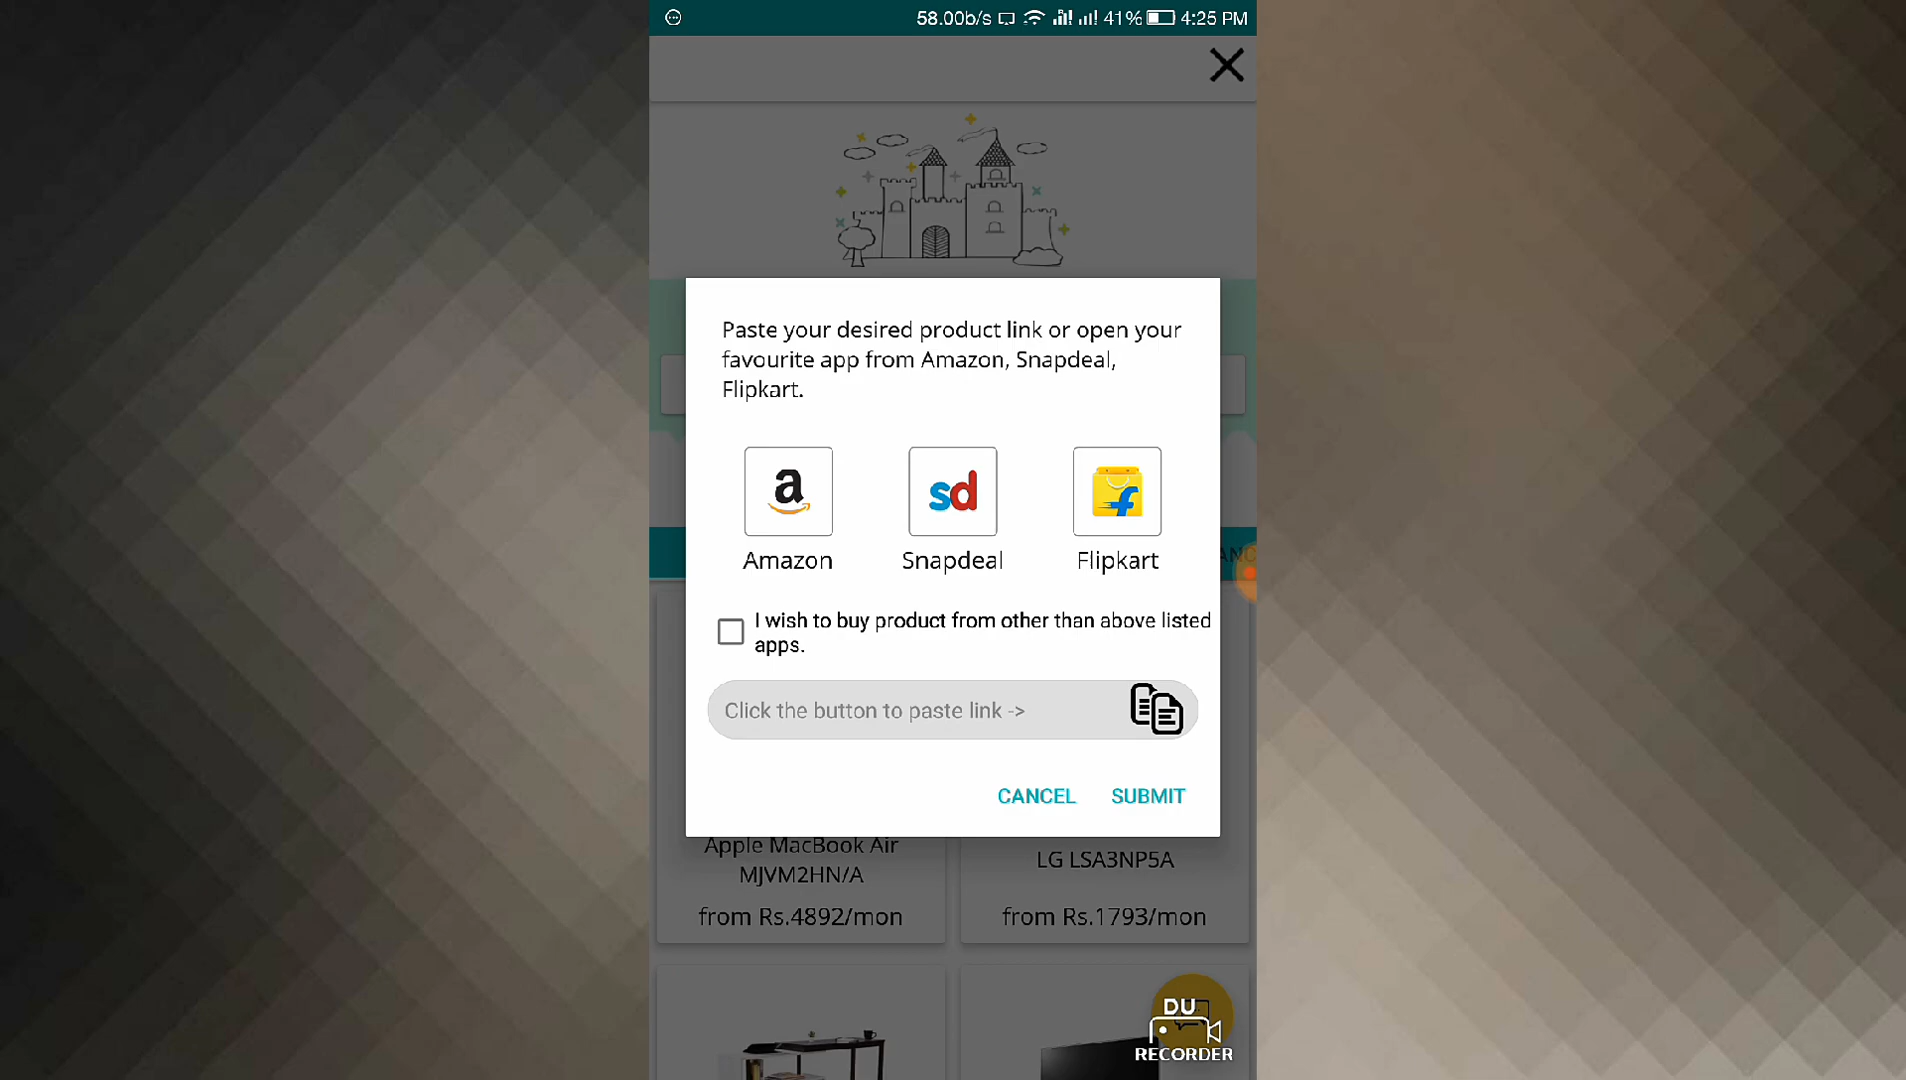 58.00b/s 41% 4:25 PM
Paste your desired product link or open your
favourite app from Amazon, Snapdeal,
Flipkart.
a
sd
f
Amazon
Snapdeal
Flipkart
I wish to buy product from other than above listed
apps.
Click the button to paste link ->
CANCEL
SUBMIT
Apple MacBook Air
MJVM2HN/A
from Rs.4892/mon
LG LSA3NP5A
from Rs.1793/mon
DU
RECORDER